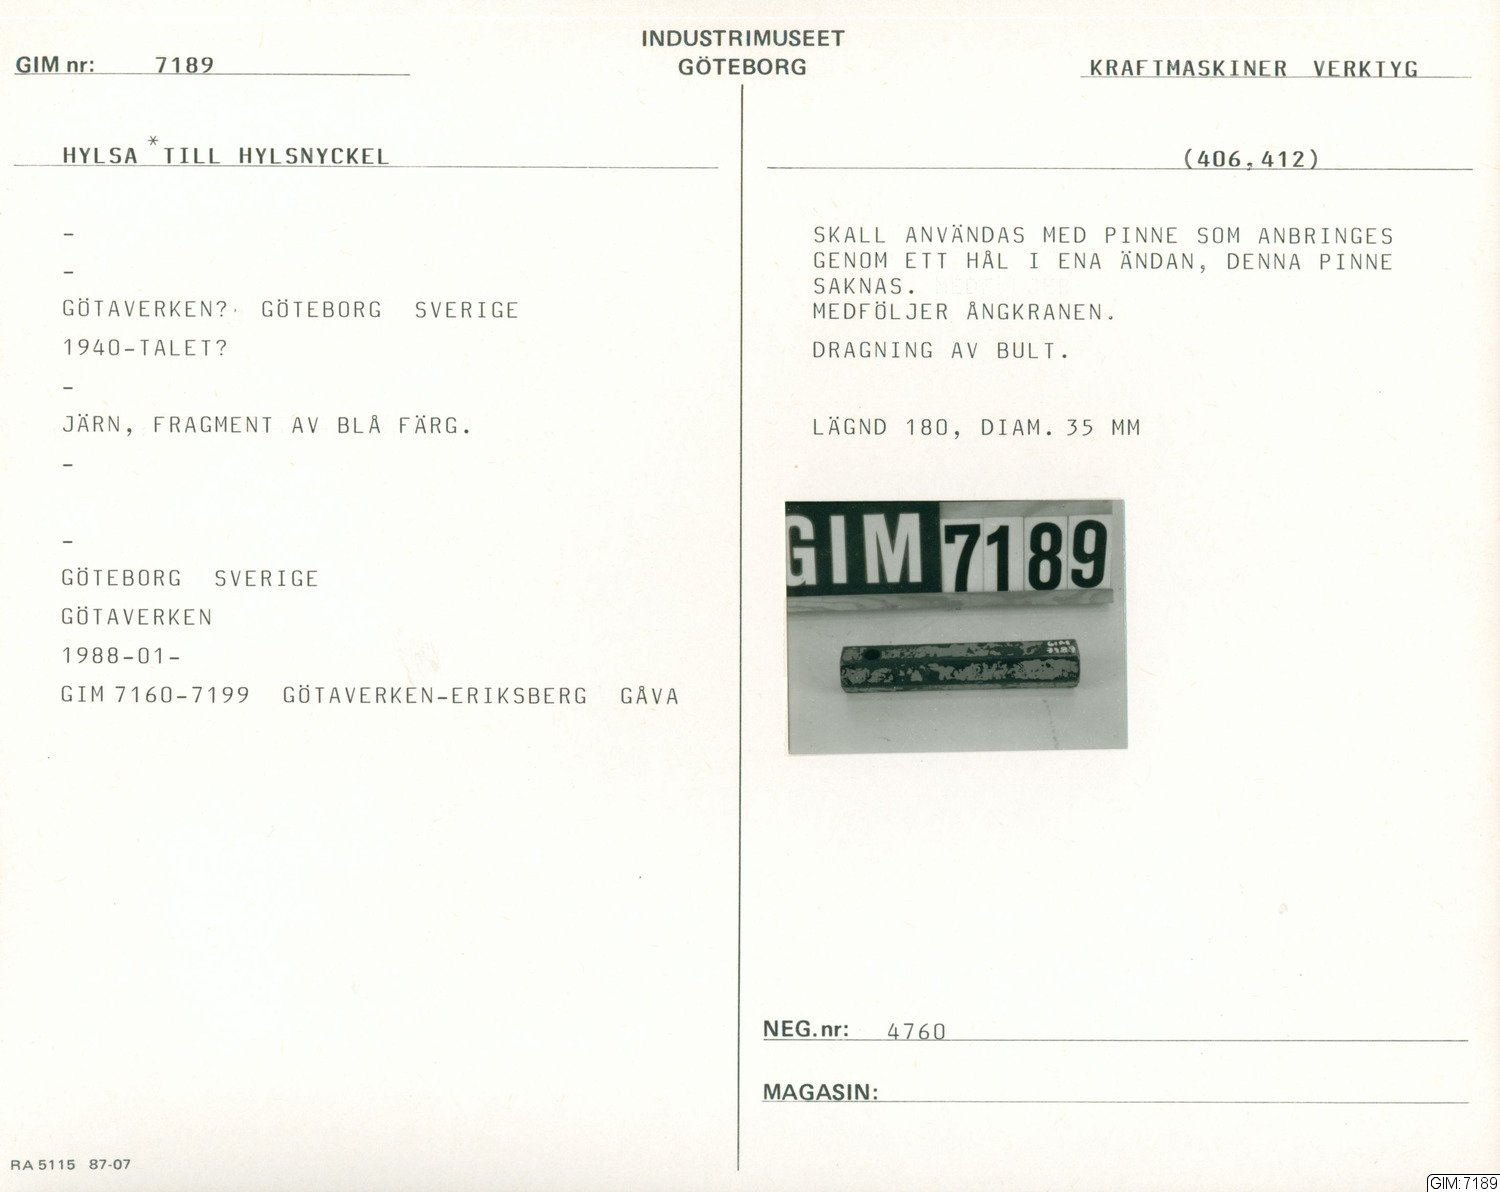 INDUSTRIMUSEET
GÖTEBORG
GIM nr: 7189
KRAFTMASKINER VERKTYG
HYLSA * TILL HYLSNYCKEL
(406,412)
-
-
GÖTAVERKEN? GÖTEBORG SVERIGE
1940-TALET?
-
JÄRN, FRAGMENT AV BLÅ FÄRG.
-
-
GÖTEBORG SVERIGE
GÖTAVERKEN
1988-01-
GIM 7160-7199 GÖTAVERKEN-ERIKSBERG GÅVA
SKALL ANVÄNDAS MED PINNE SOM ANBRINGES
GENOM ETT HÅL I ENA ÄNDAN, DENNA PINNE
SAKNAS.
MEDFÖLJER ÅNGKRANEN.
DRAGNING AV BULT.
LÄGND 180, DIAM. 35 MM
GIM 7189
GIM
7189
NEG.nr: 4760
MAGASIN:
RA 5115 87-07
GIM:7189